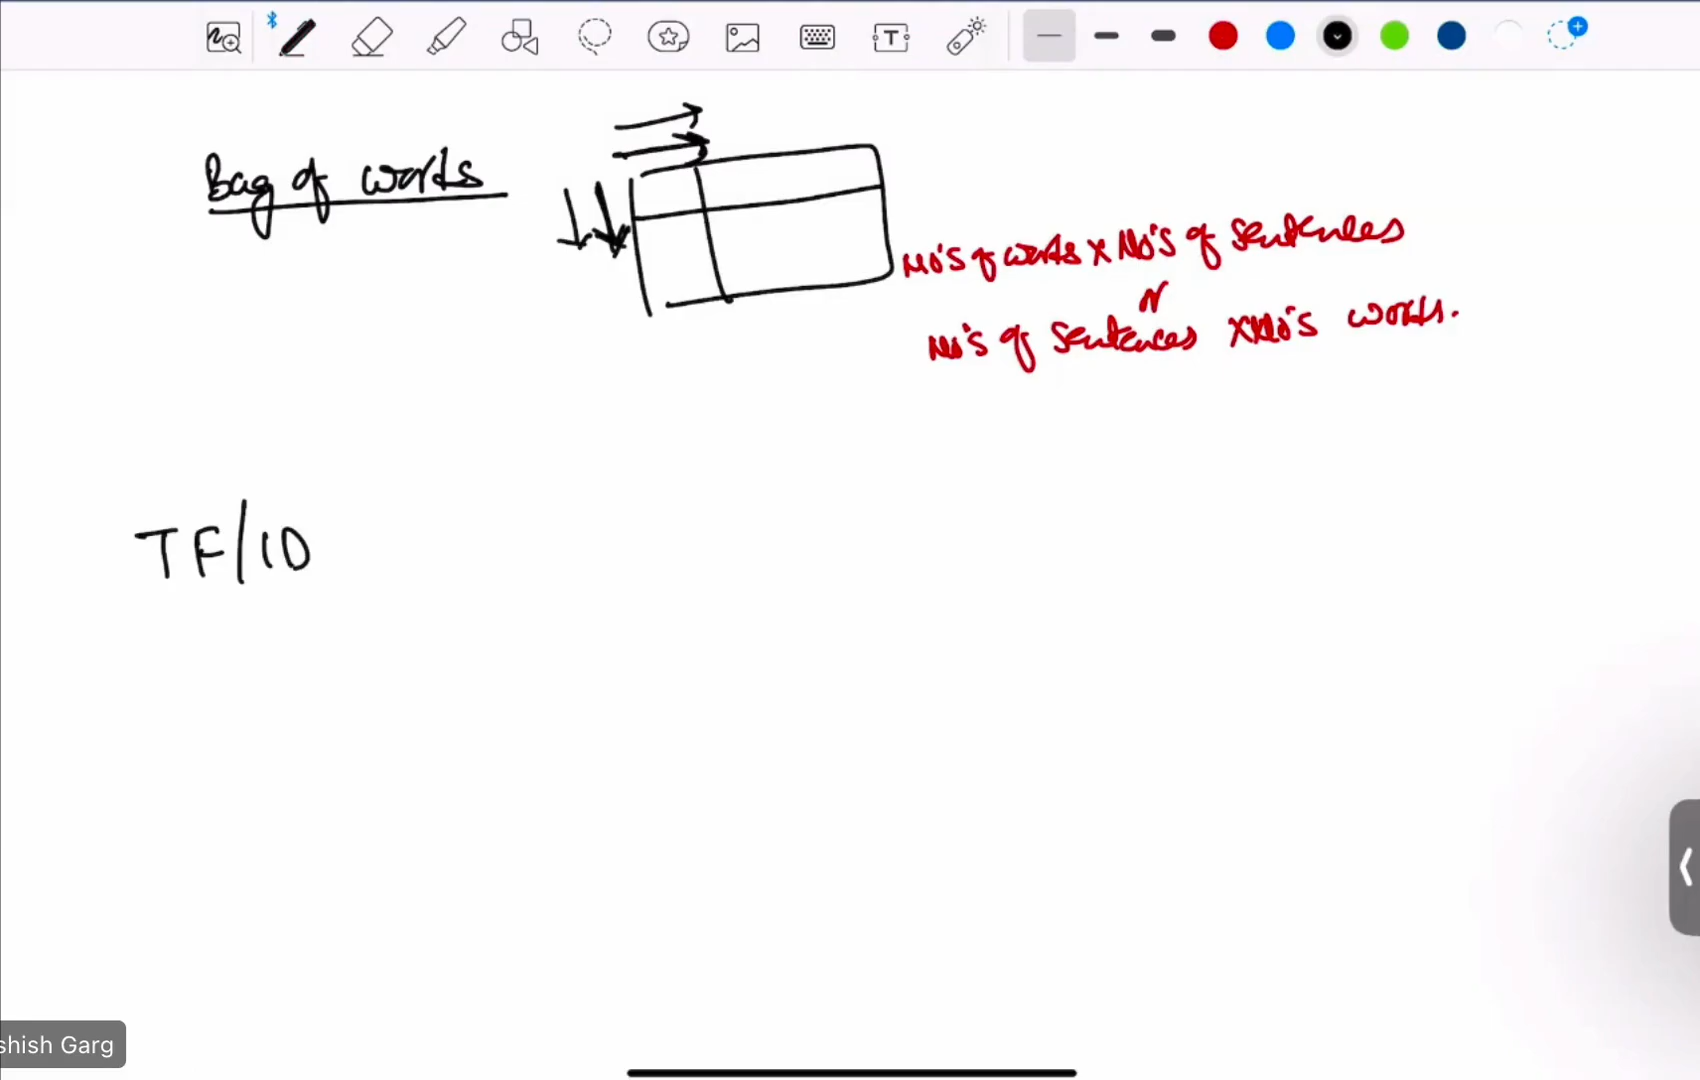 Bag of words
No's of words x No's of sentences
or
No's of sentences x No's words.
TF/ID
shish Garg